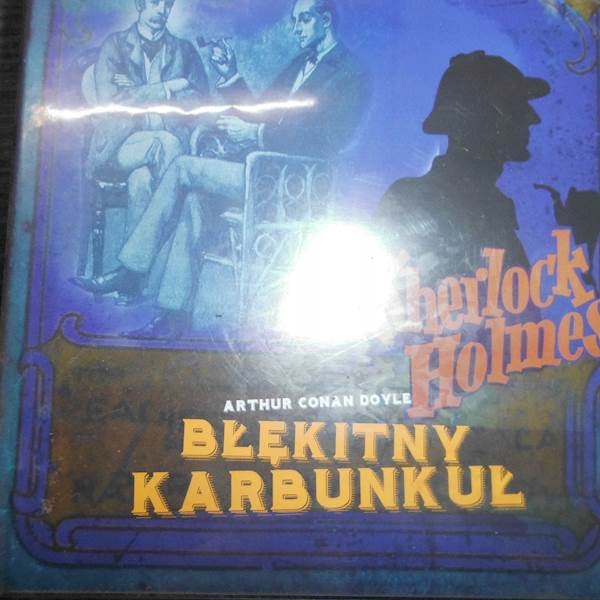 Sherlock
Holmes
ARTHUR CONAN DOYLE
BŁĘKITNY
KARBUNKUŁ